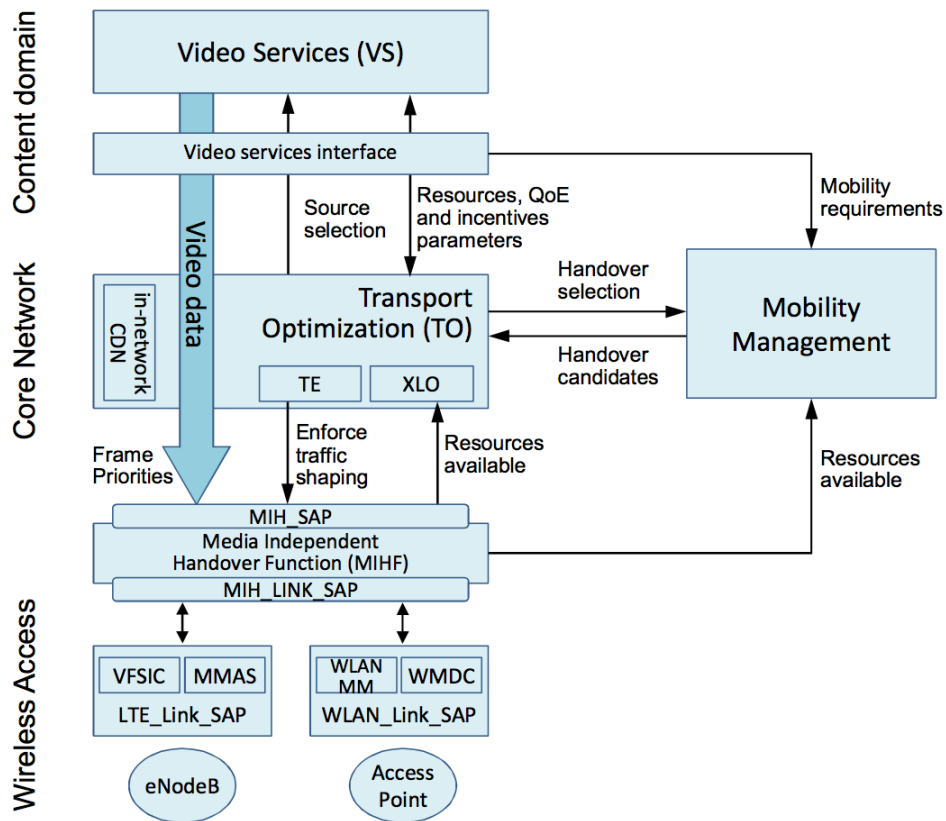 Content domain
Video Services (VS)
Video services interface
Source
selection
Resources, QoE
and incentives
parameters
Mobility
requirements
Video data
Core Network
in-network
CDN
Transport
Optimization (TO)
TE
XLO
Handover
selection
Handover
candidates
Mobility
Management
Frame
Priorities
Enforce
traffic
shaping
Resources
available
Resources
available
MIH_SAP
Media Independent
Handover Function (MIHF)
MIH_LINK_SAP
Wireless Access
VFSIC
MMAS
LTE_Link_SAP
WLAN
MM
WMDC
WLAN_Link_SAP
eNodeB
Access
Point